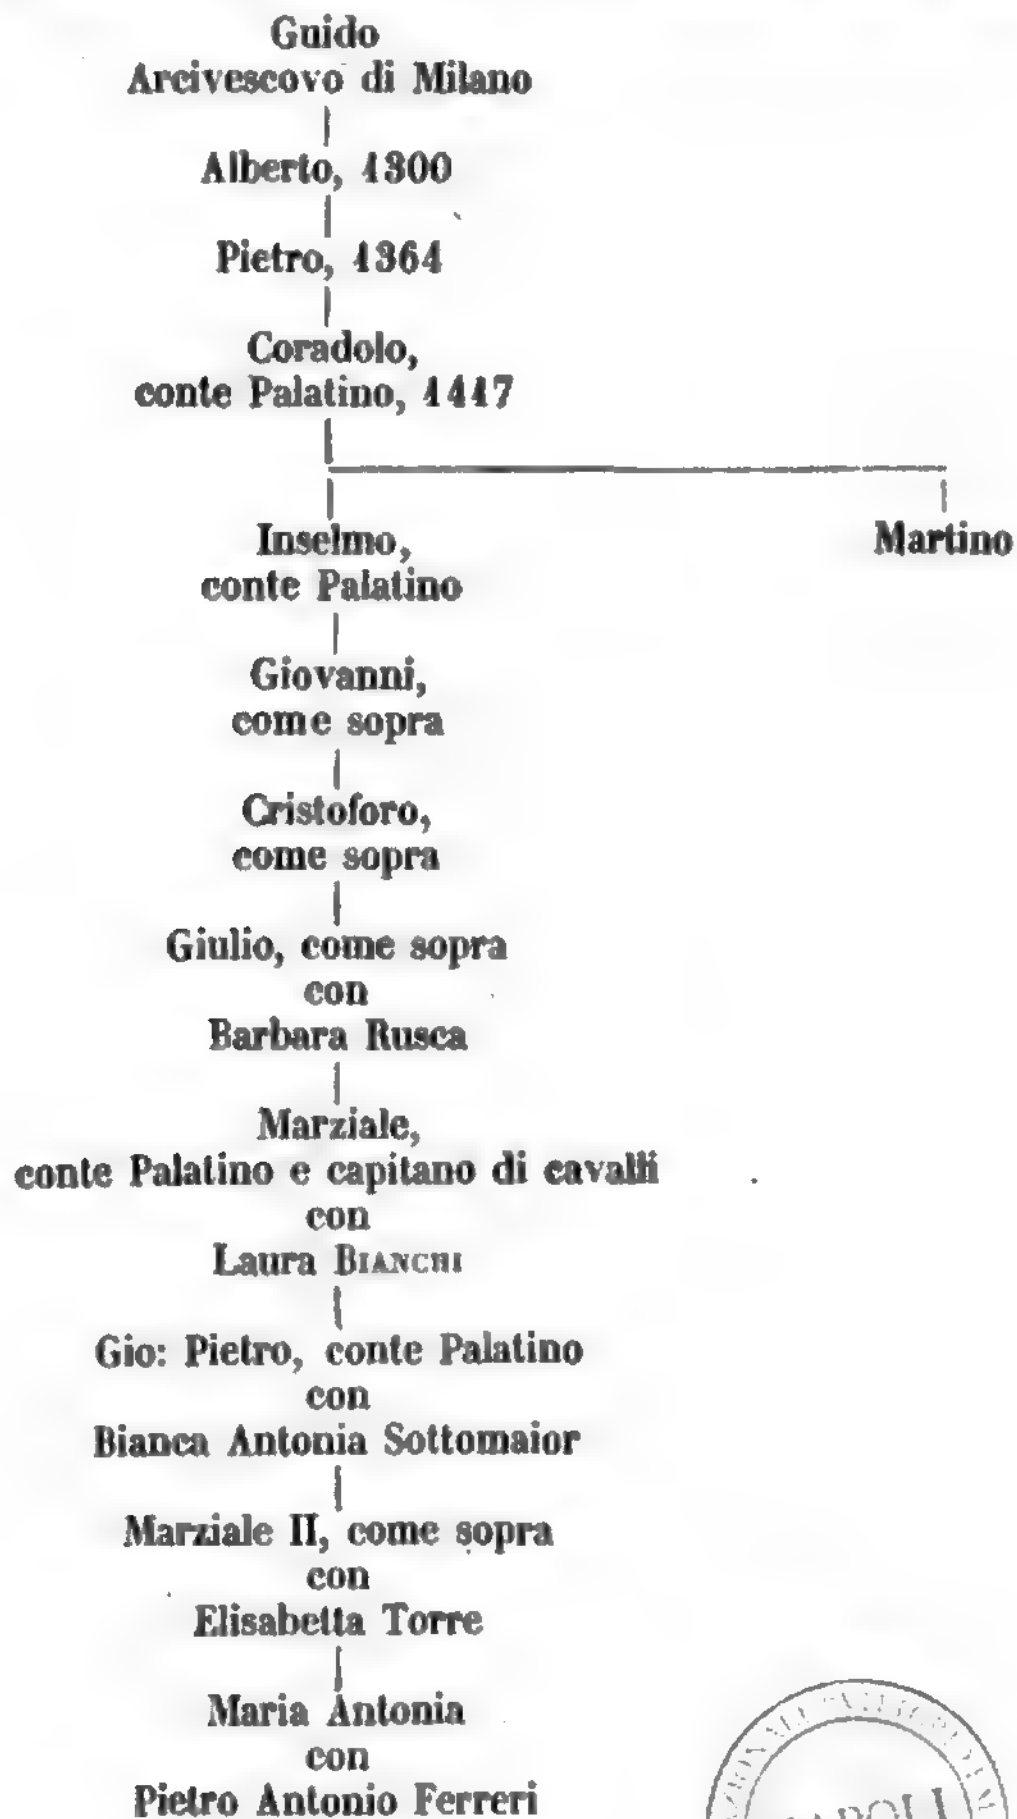 Guido
Arcivescovo di Milano
Alberto, 1300
Pietro, 1364
Coradolo,
conte Palatino, 1417
Inselmo,
conte Palatino
Martino
Giovanni,
come sopra
Cristoforo,
come sopra
Giulio, come sopra
con
Barbara Rusca
Marziale,
conte Palatino e capitano di cavalli
con
Laura BIANCHI
Gio: Pietro, conte Palatino
con
Bianca Antonia Sottomaior
Marziale II, come sopra
con
Elisabetta Torre
Maria Antonia
con
Pietro Antonio Ferreri